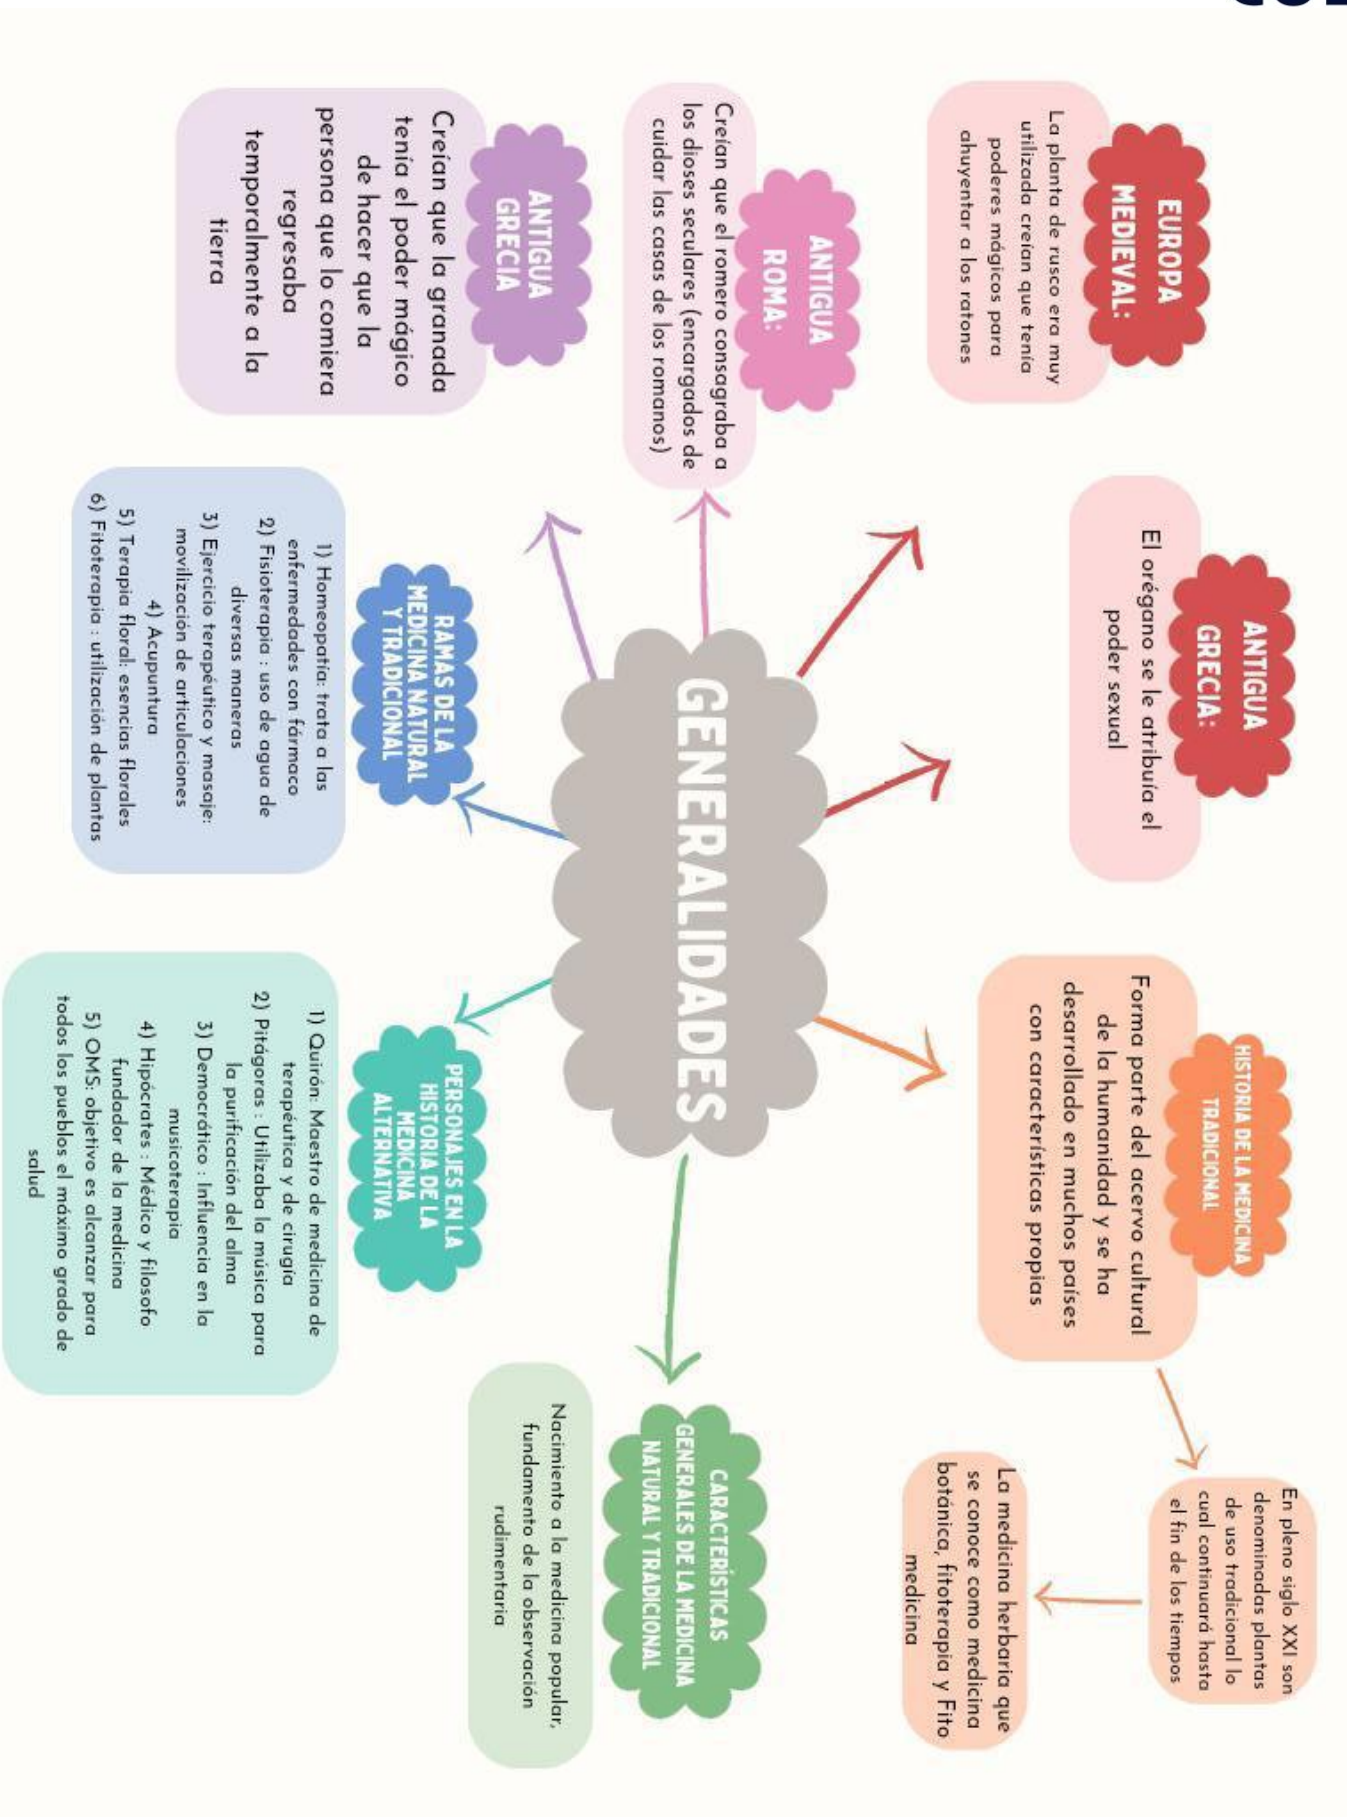 EUROPA
MEDIEVAL:
La planta de rusco era muy
utilizada creían que tenía
poderes mágicos para
ahuyentar a los ratones
ANTIGUA
GRECIA:
El orégano se le atribuía el
poder sexual
HISTORIA DE LA MEDICINA
TRADICIONAL
Forma parte del acervo cultural
de la humanidad y se ha
desarrollado en muchos países
con características propias
En pleno siglo XXI son
denominadas plantas
de uso tradicional lo
cual continuará hasta
el fin de los tiempos
La medicina herbaria que
se conoce como medicina
botánica, fitoterapia y Fito
medicina
ANTIGUA
ROMA:
Creían que el romero consagraba a
los dioses seculares (encargados de
cuidar las casas de los romanos)
GENERALIDADES
CARACTERÍSTICAS
GENERALES DE LA MEDICINA
NATURAL Y TRADICIONAL
Nacimiento a la medicina popular,
fundamento de la observación
rudimentaria
ANTIGUA
GRECIA
Creían que la granada
tenía el poder mágico
de hacer que la
persona que lo comiera
regresaba
temporalmente a la
tierra
RAMAS DE LA
MEDICINA NATURAL
Y TRADICIONAL
1) Homeopatía: trata a las
enfermedades con fármaco
2) Fisioterapia : uso de agua de
diversas maneras
3) Ejercicio terapéutico y masaje:
movilización de articulaciones
4) Acupuntura
5) Terapia floral: esencias florales
6) Fitoterapia : utilización de plantas
PERSONAJES EN LA
HISTORIA DE LA
MEDICINA
ALTERNATIVA
1) Quirón: Maestro de medicina de
terapéutica y de cirugía
2) Pitágoras : Utilizaba la música para
la purificación del alma
3) Democrático : Influencia en la
musicoterapia
4) Hipócrates : Médico y filosofo
fundador de la medicina
5) OMS: objetivo es alcanzar para
todos los pueblos el máximo grado de
salud